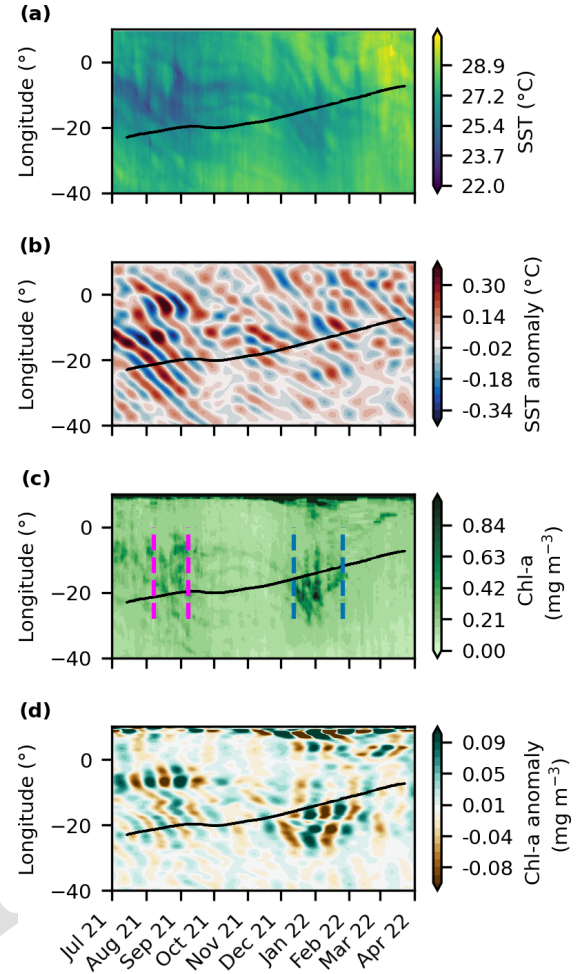 (a)
Longitude (°)
0
−20
−40
28.9
27.2
25.4
23.7
22.0
SST (°C)
(b)
Longitude (°)
0
−20
−40
0.30
0.14
-0.02
-0.18
-0.34
SST anomaly (°C)
(c)
Longitude (°)
0
−20
−40
0.84
0.63
0.42
0.21
0.00
Chl-a
(mg m⁻³)
(d)
Longitude (°)
0
−20
−40
0.09
0.05
0.01
-0.04
-0.08
Chl-a anomaly
(mg m⁻³)
Jul 21
Aug 21
Sep 21
Oct 21
Nov 21
Dec 21
Jan 22
Feb 22
Mar 22
Apr 22